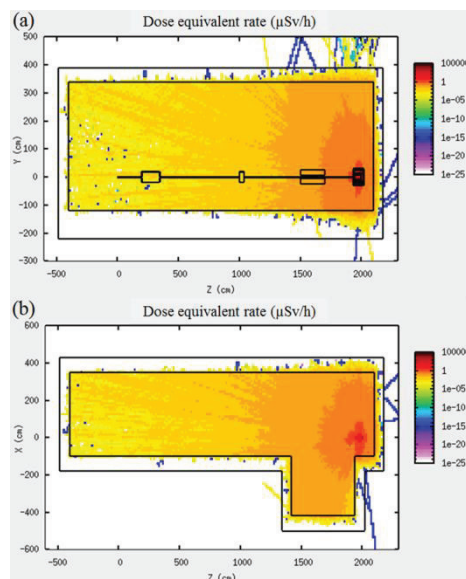 (a) Dose equivalent rate (μSv/h)
500
400
300
200
100
0
-100
-200
-300
Y (cm)
-500 0 500 1000 1500 2000
Z (cm)
100000
1
1e-05
1e-10
1e-15
1e-20
1e-25
(b) Dose equivalent rate (μSv/h)
600
400
200
0
-200
-400
-600
X (cm)
-500 0 500 1000 1500 2000
Z (cm)
100000
1
1e-05
1e-10
1e-15
1e-20
1e-25